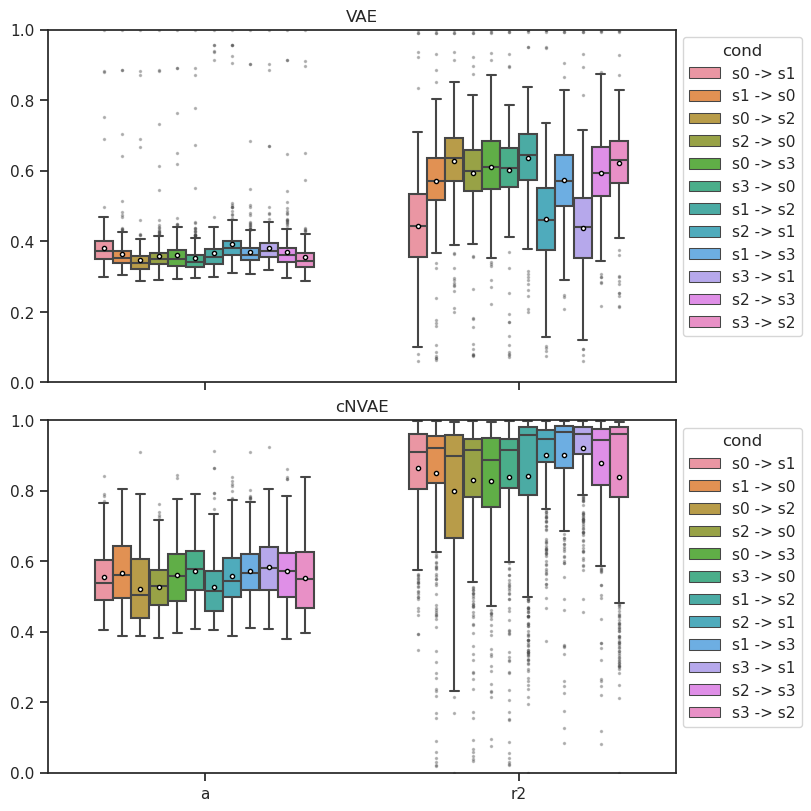 VAE
1.0
0.8
0.6
0.4
0.2
0.0
cond
s0 -> s1
s1 -> s0
s0 -> s2
s2 -> s0
s0 -> s3
s3 -> s0
s1 -> s2
s2 -> s1
s1 -> s3
s3 -> s1
s2 -> s3
s3 -> s2
cNVAE
1.0
0.8
0.6
0.4
0.2
0.0
a
r2
cond
s0 -> s1
s1 -> s0
s0 -> s2
s2 -> s0
s0 -> s3
s3 -> s0
s1 -> s2
s2 -> s1
s1 -> s3
s3 -> s1
s2 -> s3
s3 -> s2